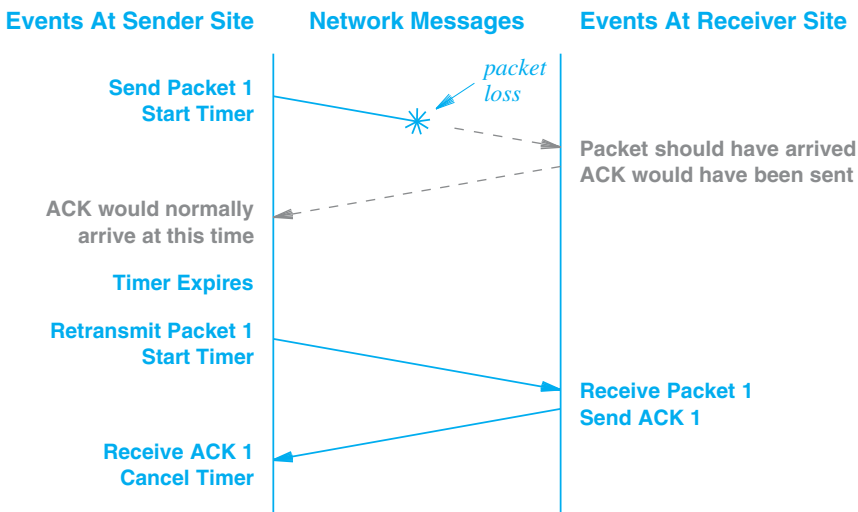 Events At Sender Site
Network Messages
Events At Receiver Site
packet
loss
Send Packet 1
Start Timer
Packet should have arrived
ACK would have been sent
ACK would normally
arrive at this time
Timer Expires
Retransmit Packet 1
Start Timer
Receive Packet 1
Send ACK 1
Receive ACK 1
Cancel Timer